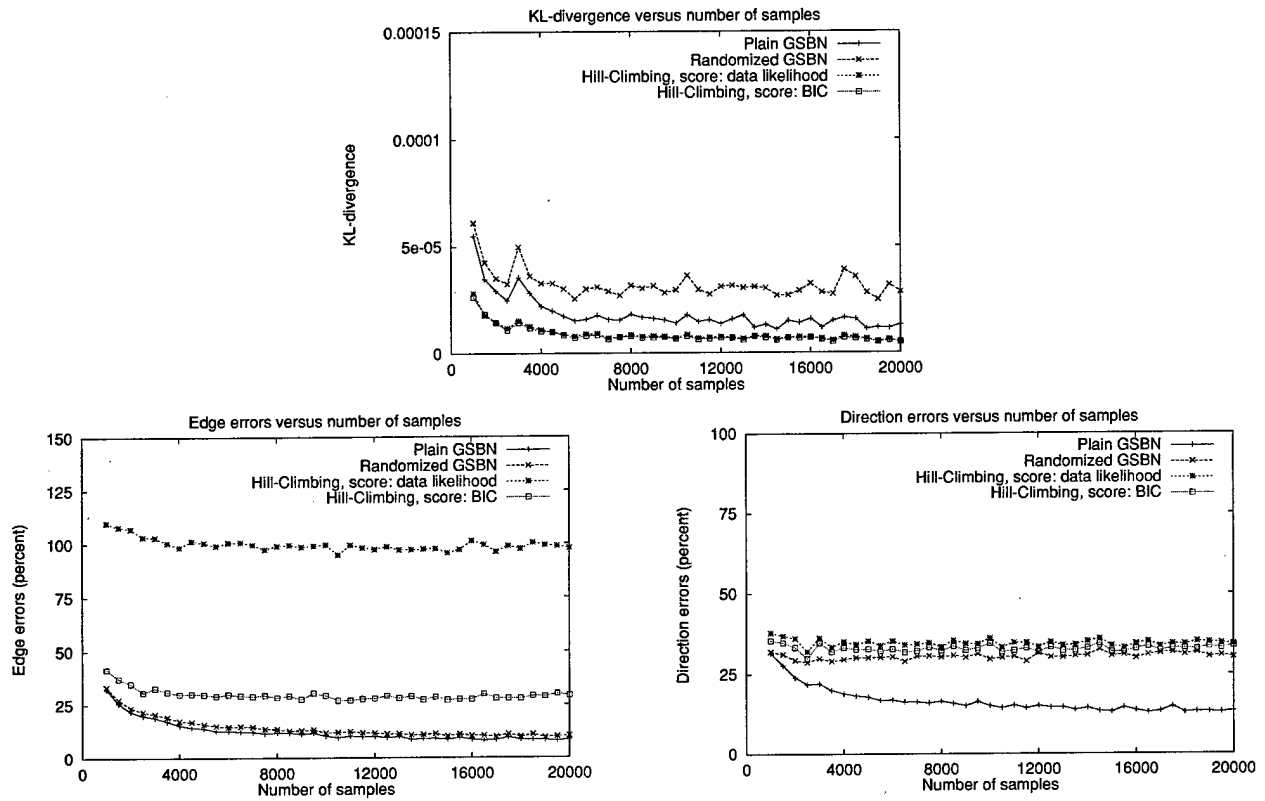 KL-divergence versus number of samples
0.00015
0.0001
5e-05
0
KL-divergence
Plain GSBN
Randomized GSBN
Hill-Climbing, score: data likelihood
Hill-Climbing, score: BIC
0 4000 8000 12000 16000 20000
Number of samples
Edge errors versus number of samples
150
125
100
75
50
25
0
Edge errors (percent)
Plain GSBN
Randomized GSBN
Hill-Climbing, score: data likelihood
Hill-Climbing, score: BIC
0 4000 8000 12000 16000 20000
Number of samples
Direction errors versus number of samples
100
75
50
25
0
Direction errors (percent)
Plain GSBN
Randomized GSBN
Hill-Climbing, score: data likelihood
Hill-Climbing, score: BIC
0 4000 8000 12000 16000 20000
Number of samples